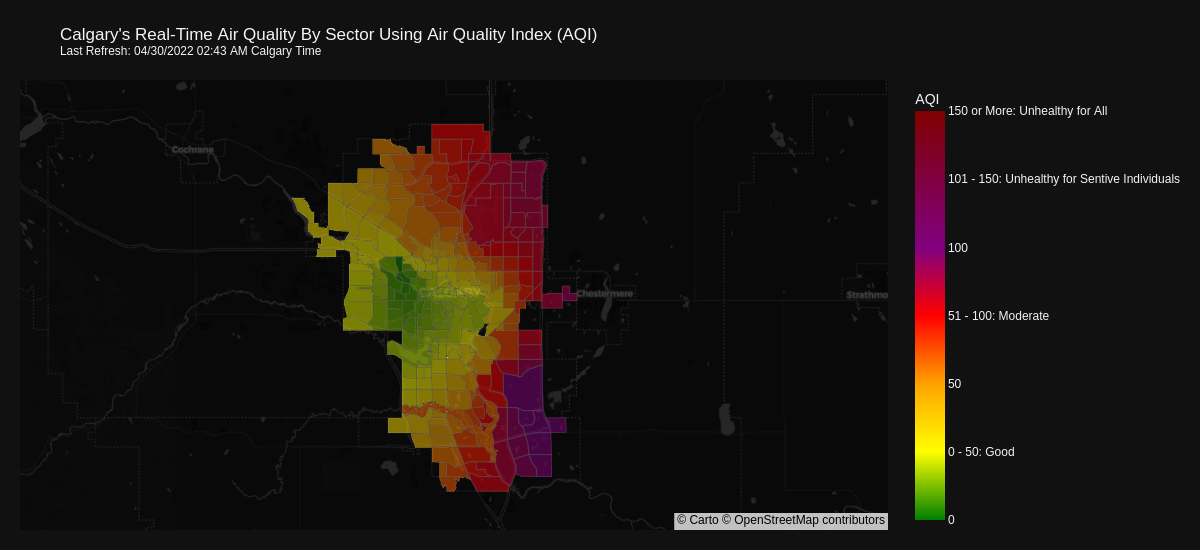 Calgary's Real-Time Air Quality By Sector Using Air Quality Index (AQI)
Last Refresh: 04/30/2022 02:43 AM Calgary Time
AQI
150 or More: Unhealthy for All
Cochrane
101 - 150: Unhealthy for Sentive Individuals
100
Chestermere
Strathmo
51 - 100: Moderate
50
0 - 50: Good
0
© Carto © OpenStreetMap contributors